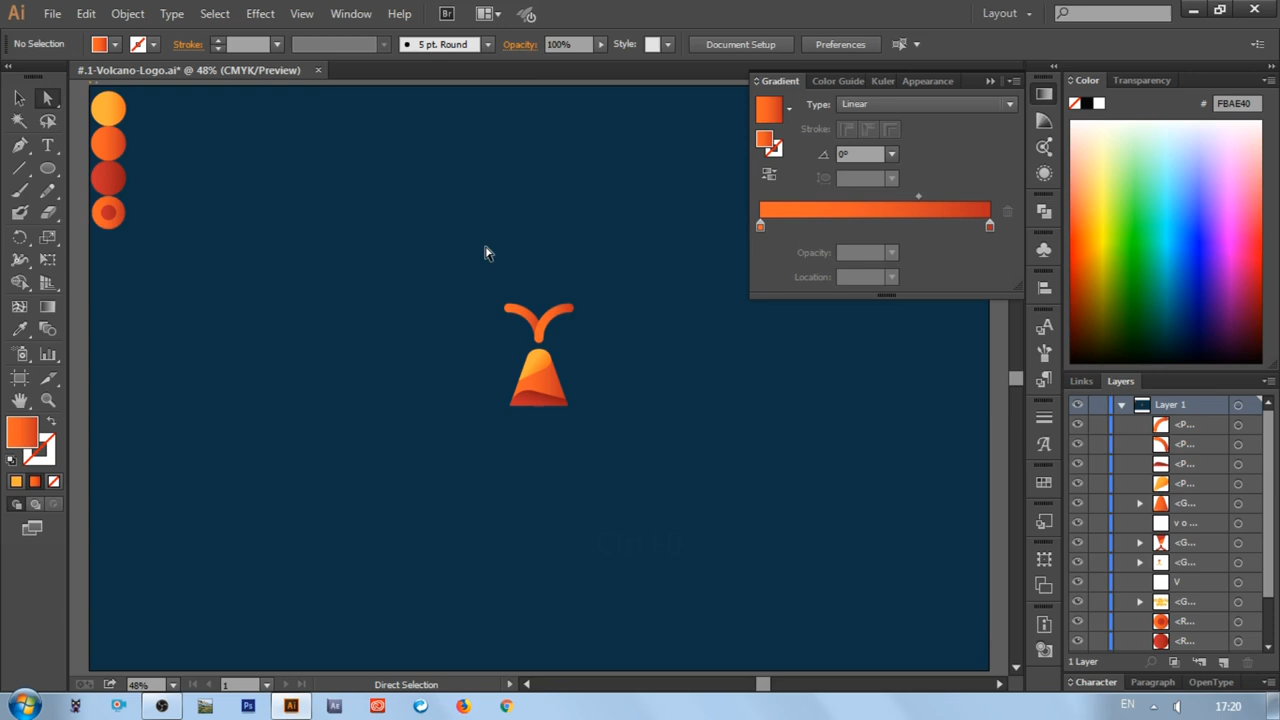 Ai File Edit Object Type Select Effect View Window Help Br Layout
No Selection Stroke: 5 pt. Round Opacity: 100% Style: Document Setup Preferences
#.1-Volcano-Logo.ai* @ 48% (CMYK/Preview)
Gradient Color Guide Kuler Appearance
Color Transparency
Type: Linear
# FBAE40
Stroke:
0°
Opacity:
Location:
Links Layers
Layer 1
<P...
<P...
<P...
<P...
<G...
v o ...
<G...
<G...
V
<G...
<R...
<R...
1 Layer
48% 1 Direct Selection
Character Paragraph OpenType
Ps Ai Ae EN 17:20